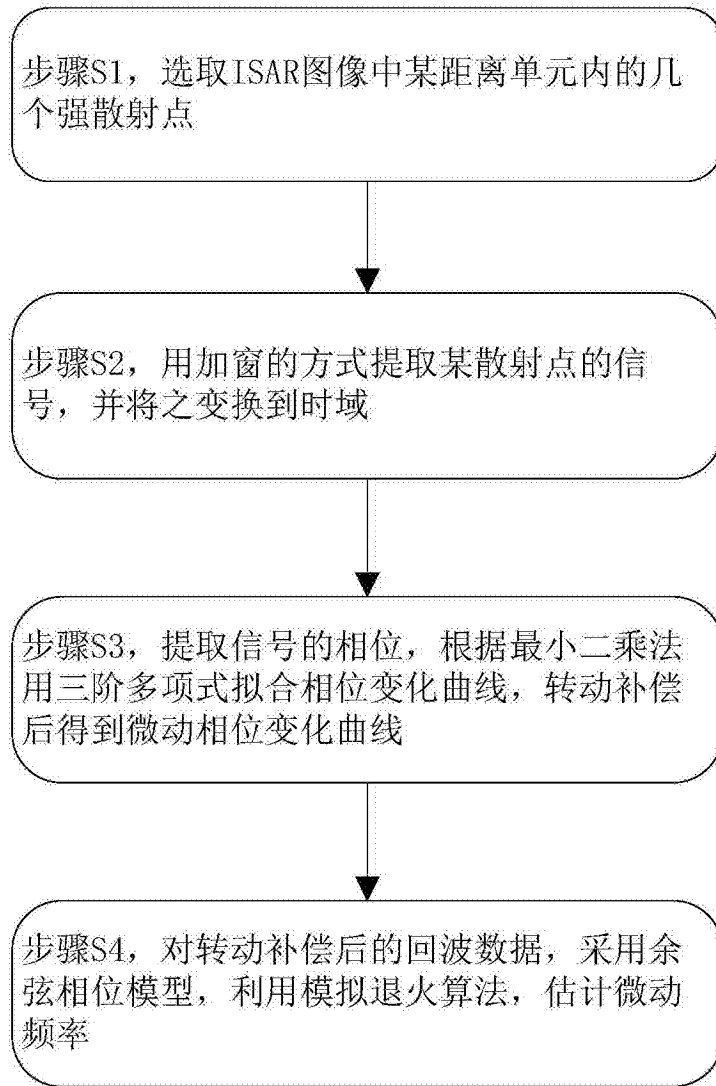 步骤S1，选取ISAR图像中某距离单元内的几
个强散射点
步骤S2，用加窗的方式提取某散射点的信
号，并将之变换到时域
步骤S3，提取信号的相位，根据最小二乘法
用三阶多项式拟合相位变化曲线，转动补偿
后得到微动相位变化曲线
步骤S4，对转动补偿后的回波数据，采用余
弦相位模型，利用模拟退火算法，估计微动
频率